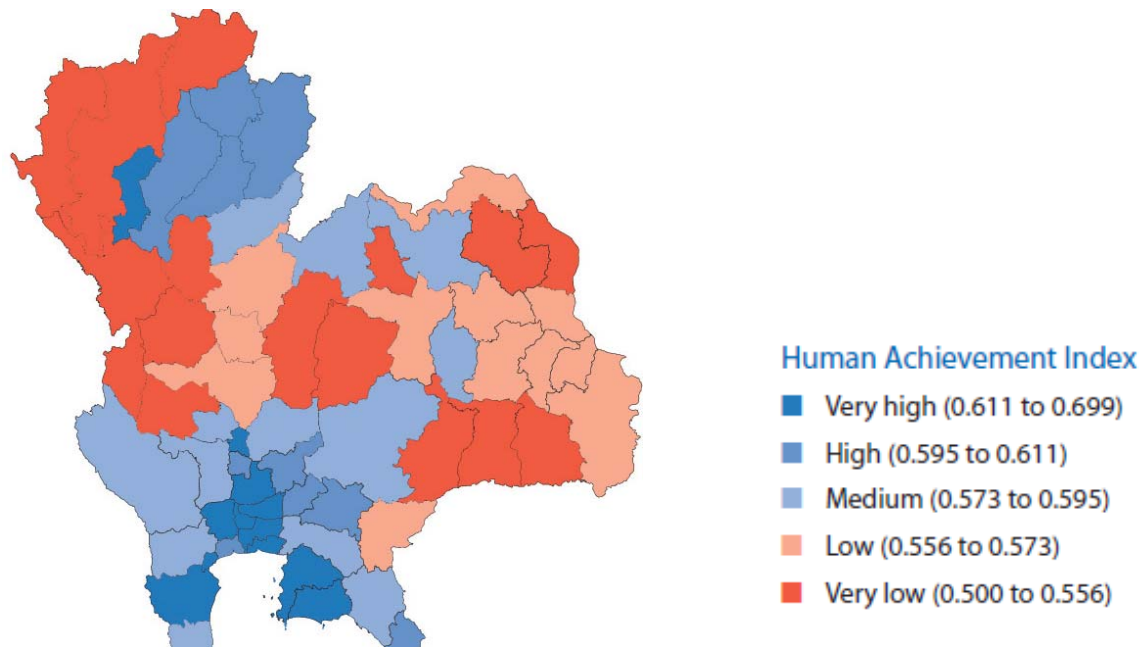 Human Achievement Index
Very high (0.611 to 0.699)
High (0.595 to 0.611)
Medium (0.573 to 0.595)
Low (0.556 to 0.573)
Very low (0.500 to 0.556)